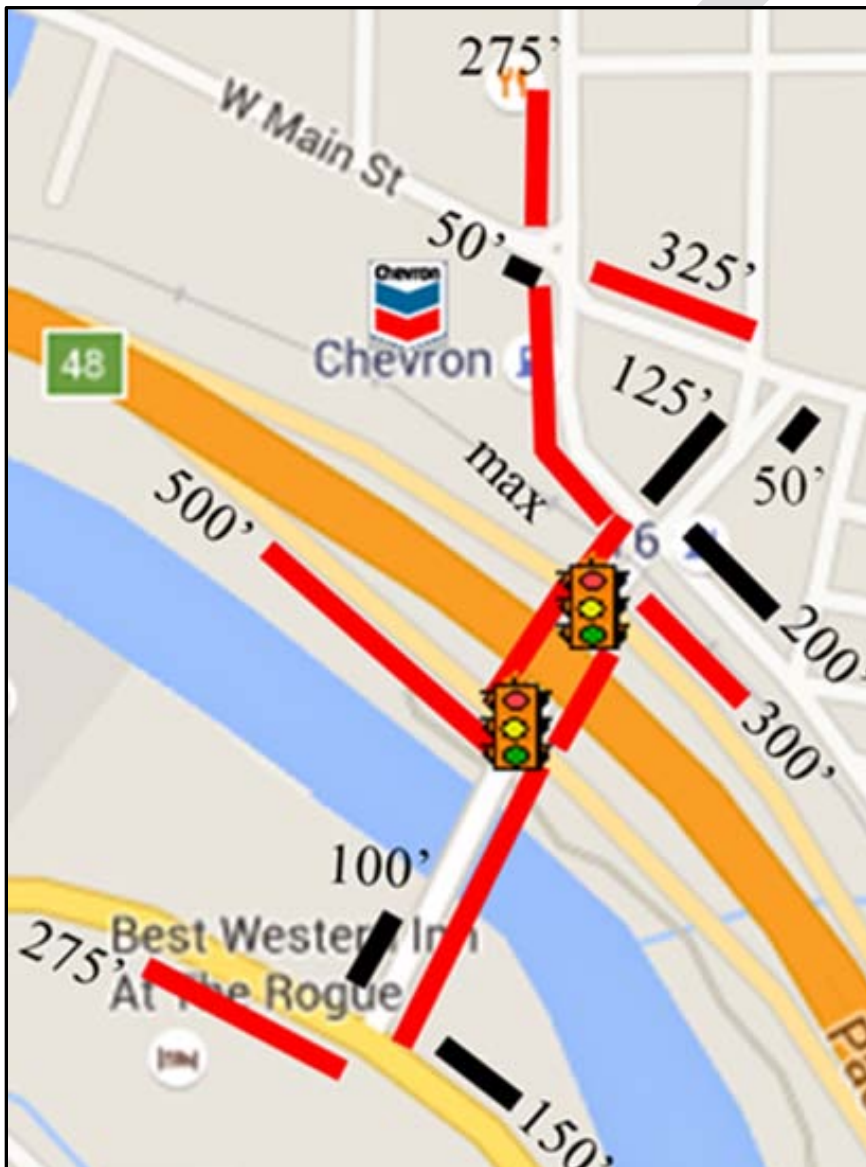 275’
W Main St
50’
325’
Chevron
48
Chevron
125’
50’
max
500’
6
200’
300’
100’
Best Western Inn
At The Rogue
275’
150’